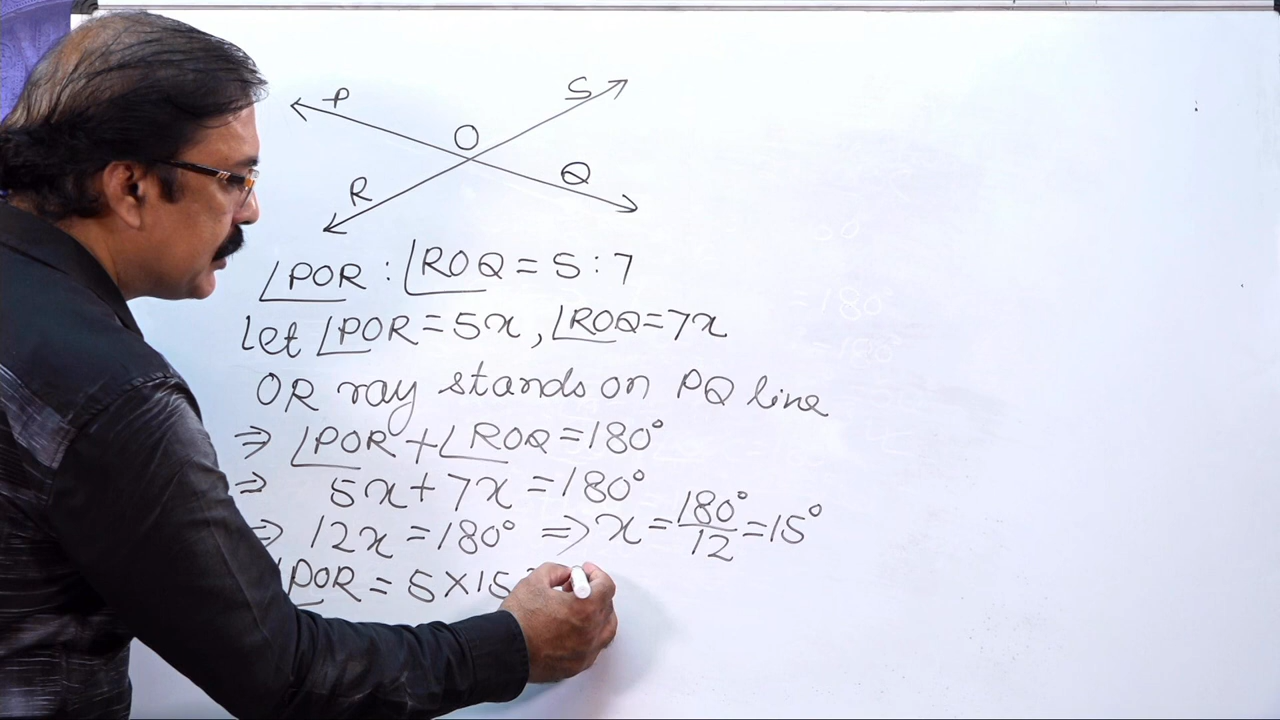 P
S
O
Q
R
∠POR : ∠ROQ = 5 : 7
let ∠POR = 5x, ∠ROQ = 7x
OR ray stands on PQ line
⇒ ∠POR + ∠ROQ = 180°
⇒ 5x + 7x = 180°
⇒ 12x = 180° ⇒ x = 180°/12 = 15°
∠POR = 5 × 15